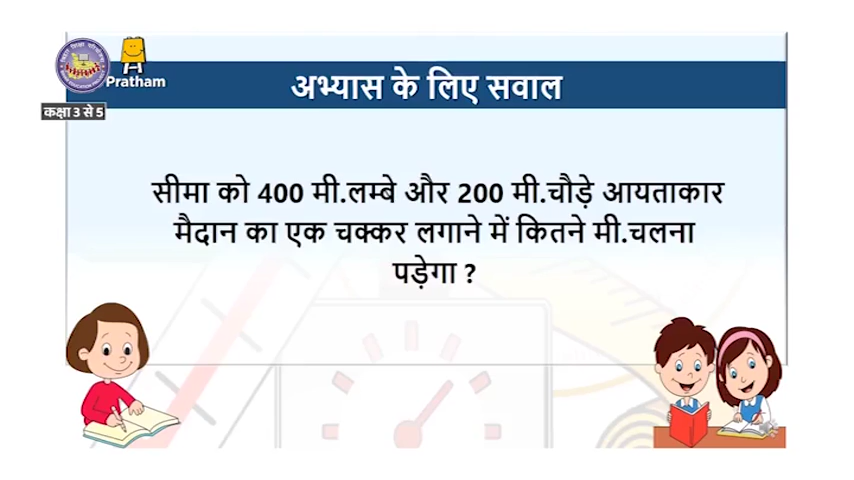 Pratham
कक्षा 3 से 5
अभ्यास के लिए सवाल
सीमा को 400 मी.लम्बे और 200 मी.चौड़े आयताकार
मैदान का एक चक्कर लगाने में कितने मी.चलना
पड़ेगा ?